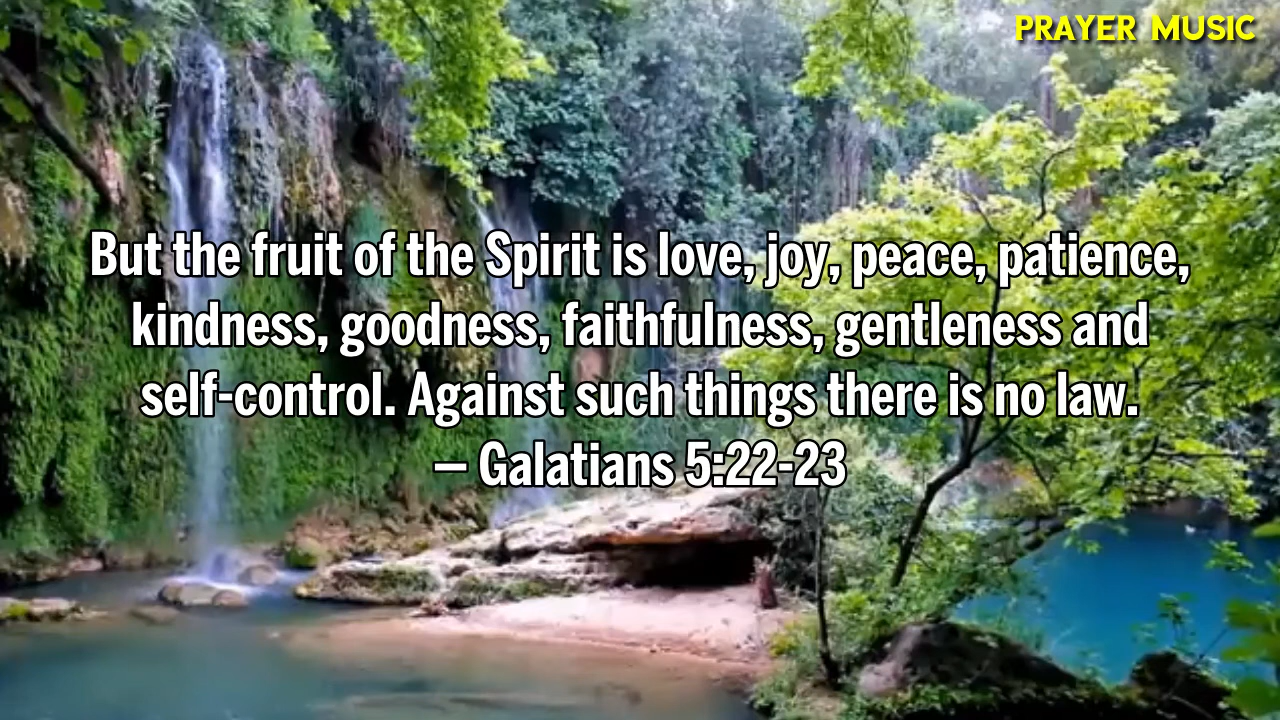 PRAYER MUSIC
But the fruit of the Spirit is love, joy, peace, patience,
kindness, goodness, faithfulness, gentleness and
self-control. Against such things there is no law.
– Galatians 5:22-23